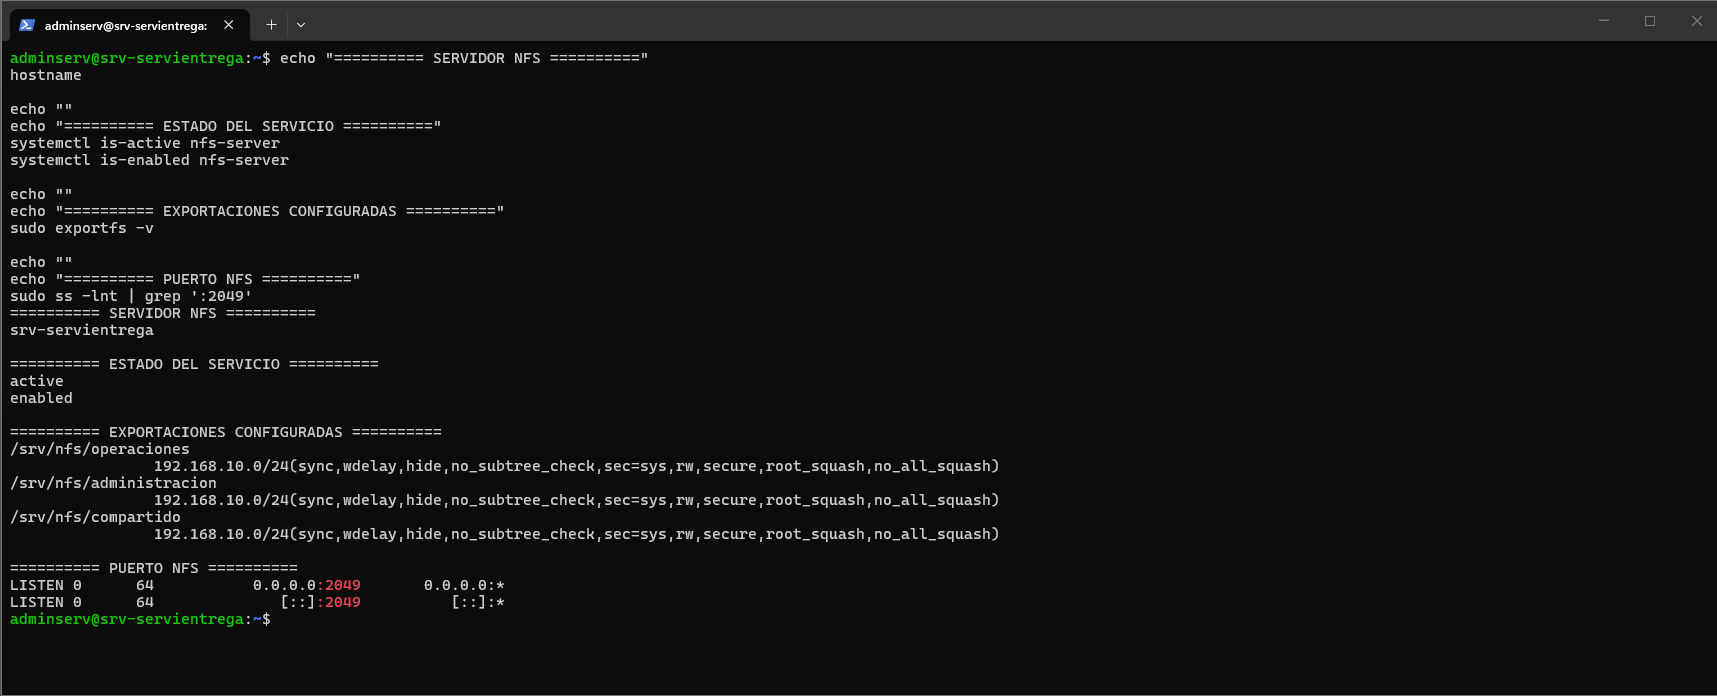 adminserv@srv-servientrega:
adminserv@srv-servientrega:~$ echo "========== SERVIDOR NFS =========="
hostname
echo ""
echo "========== ESTADO DEL SERVICIO =========="
systemctl is-active nfs-server
systemctl is-enabled nfs-server
echo ""
echo "========== EXPORTACIONES CONFIGURADAS =========="
sudo exportfs -v
echo ""
echo "========== PUERTO NFS =========="
sudo ss -lnt | grep ':2049'
========== SERVIDOR NFS ==========
srv-servientrega
========== ESTADO DEL SERVICIO ==========
active
enabled
========== EXPORTACIONES CONFIGURADAS ==========
/srv/nfs/operaciones
192.168.10.0/24(sync,wdelay,hide,no_subtree_check,sec=sys,rw,secure,root_squash,no_all_squash)
/srv/nfs/administracion
192.168.10.0/24(sync,wdelay,hide,no_subtree_check,sec=sys,rw,secure,root_squash,no_all_squash)
/srv/nfs/compartido
192.168.10.0/24(sync,wdelay,hide,no_subtree_check,sec=sys,rw,secure,root_squash,no_all_squash)
========== PUERTO NFS ==========
LISTEN 0      64           0.0.0.0:2049       0.0.0.0:*
LISTEN 0      64              [::]:2049          [::]:*
adminserv@srv-servientrega:~$